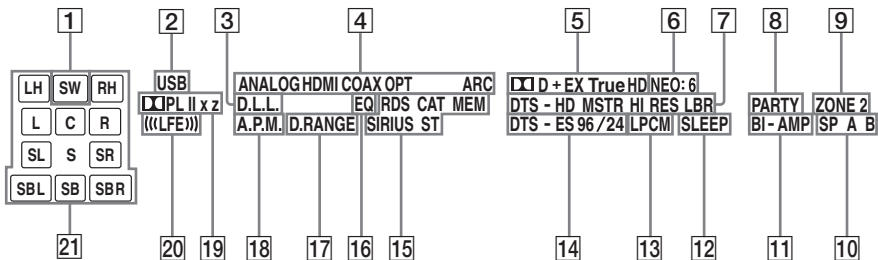 1 2 3 4 5 6 7 8 9
LH SW RH
L C R
SL S SR
SBL SB SBR
USB
PL II x z
(((LFE)))
ANALOG HDMI COAX OPT ARC
D.L.L. EQ RDS CAT MEM
A.P.M. D.RANGE SIRIUS ST
D + EX True HD NEO: 6
DTS - HD MSTR HI RES LBR
DTS - ES 96 / 24 LPCM SLEEP
PARTY ZONE 2
BI - AMP SP A B
21 20 19 18 17 16 15 14 13 12 11 10